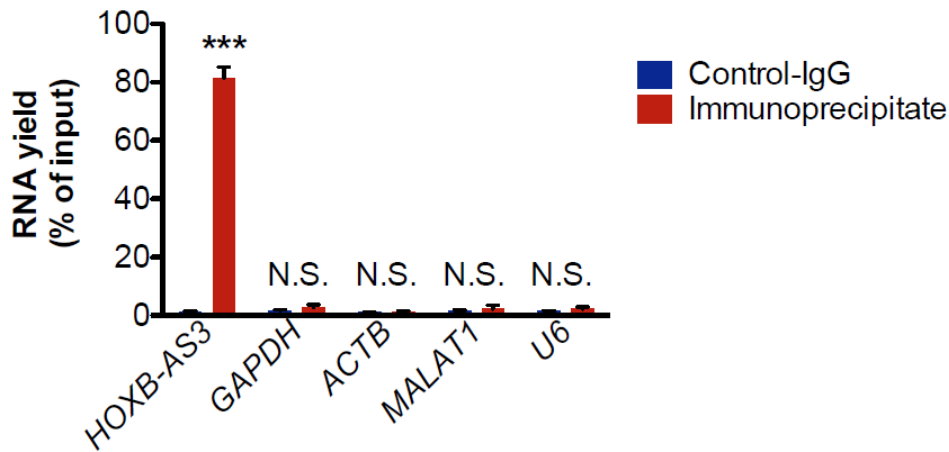 RNA yield
(% of input)
100
80
60
40
20
0
***
N.S.
N.S.
N.S.
N.S.
HOXB-AS3
GAPDH
ACTB
MALAT1
U6
Control-IgG
Immunoprecipitate